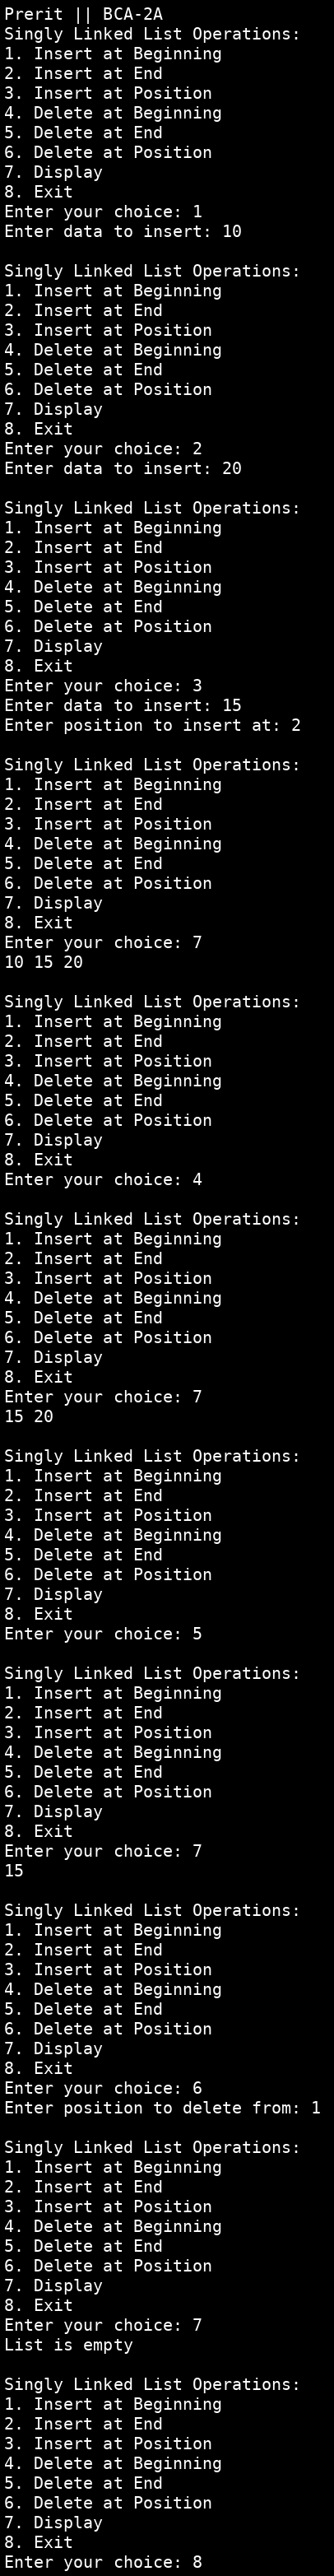 Prerit || BCA-2A
Singly Linked List Operations:
1. Insert at Beginning
2. Insert at End
3. Insert at Position
4. Delete at Beginning
5. Delete at End
6. Delete at Position
7. Display
8. Exit
Enter your choice: 1
Enter data to insert: 10

Singly Linked List Operations:
1. Insert at Beginning
2. Insert at End
3. Insert at Position
4. Delete at Beginning
5. Delete at End
6. Delete at Position
7. Display
8. Exit
Enter your choice: 2
Enter data to insert: 20

Singly Linked List Operations:
1. Insert at Beginning
2. Insert at End
3. Insert at Position
4. Delete at Beginning
5. Delete at End
6. Delete at Position
7. Display
8. Exit
Enter your choice: 3
Enter data to insert: 15
Enter position to insert at: 2

Singly Linked List Operations:
1. Insert at Beginning
2. Insert at End
3. Insert at Position
4. Delete at Beginning
5. Delete at End
6. Delete at Position
7. Display
8. Exit
Enter your choice: 7
10 15 20

Singly Linked List Operations:
1. Insert at Beginning
2. Insert at End
3. Insert at Position
4. Delete at Beginning
5. Delete at End
6. Delete at Position
7. Display
8. Exit
Enter your choice: 4

Singly Linked List Operations:
1. Insert at Beginning
2. Insert at End
3. Insert at Position
4. Delete at Beginning
5. Delete at End
6. Delete at Position
7. Display
8. Exit
Enter your choice: 7
15 20

Singly Linked List Operations:
1. Insert at Beginning
2. Insert at End
3. Insert at Position
4. Delete at Beginning
5. Delete at End
6. Delete at Position
7. Display
8. Exit
Enter your choice: 5

Singly Linked List Operations:
1. Insert at Beginning
2. Insert at End
3. Insert at Position
4. Delete at Beginning
5. Delete at End
6. Delete at Position
7. Display
8. Exit
Enter your choice: 7
15

Singly Linked List Operations:
1. Insert at Beginning
2. Insert at End
3. Insert at Position
4. Delete at Beginning
5. Delete at End
6. Delete at Position
7. Display
8. Exit
Enter your choice: 6
Enter position to delete from: 1

Singly Linked List Operations:
1. Insert at Beginning
2. Insert at End
3. Insert at Position
4. Delete at Beginning
5. Delete at End
6. Delete at Position
7. Display
8. Exit
Enter your choice: 7
List is empty

Singly Linked List Operations:
1. Insert at Beginning
2. Insert at End
3. Insert at Position
4. Delete at Beginning
5. Delete at End
6. Delete at Position
7. Display
8. Exit
Enter your choice: 8